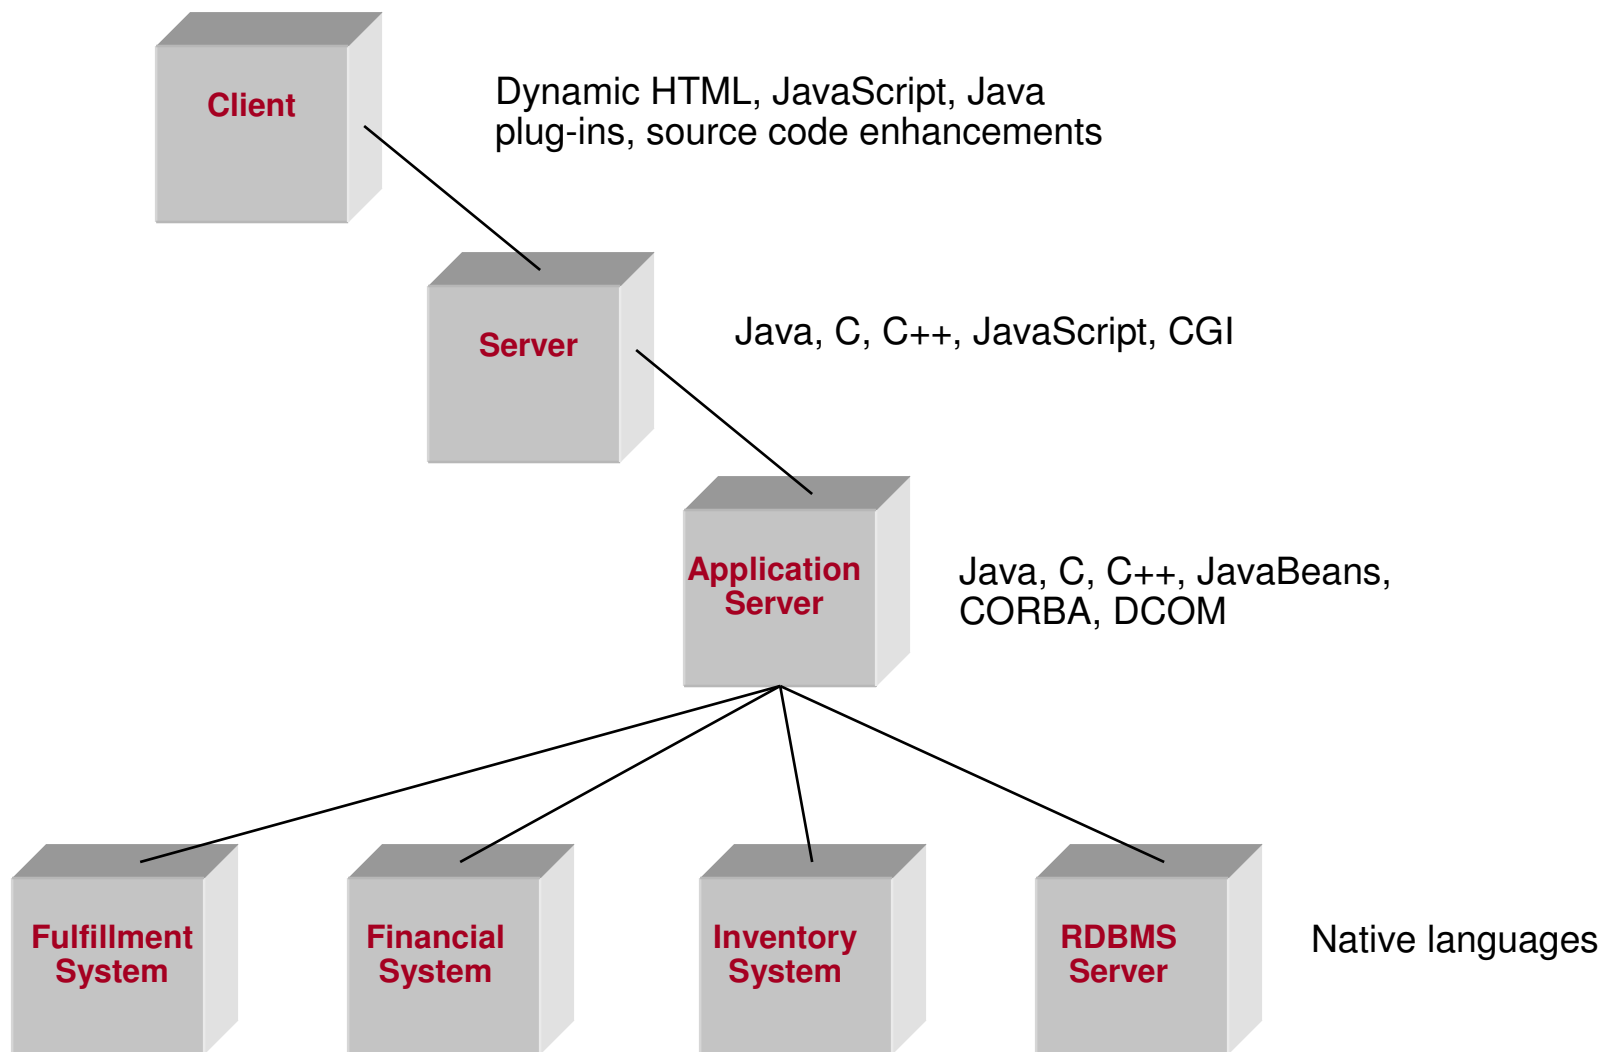 Client
Dynamic HTML, JavaScript, Java
plug-ins, source code enhancements
Server
Java, C, C++, JavaScript, CGI
Application
Server
Java, C, C++, JavaBeans,
CORBA, DCOM
Fulfillment
System
Financial
System
Inventory
System
RDBMS
Server
Native languages